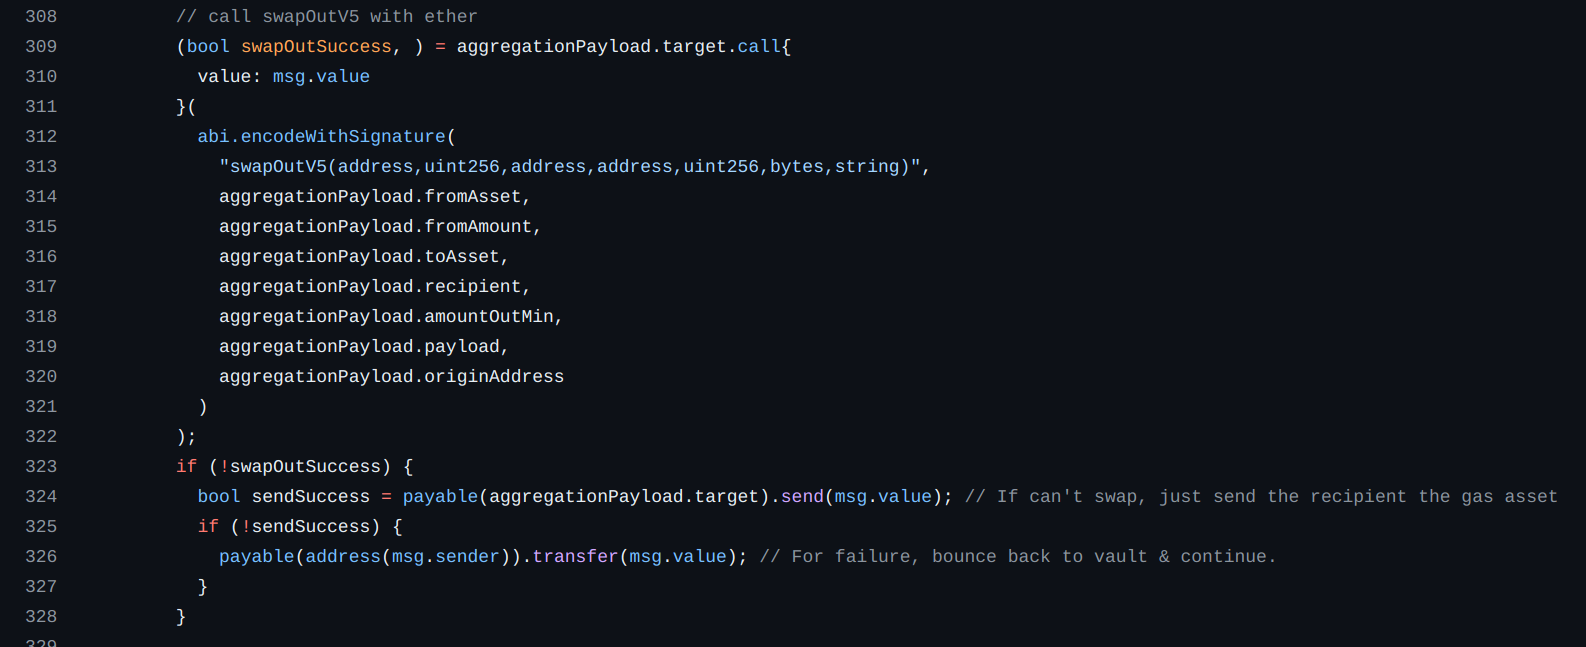 308 // call swapOutV5 with ether
309 (bool swapOutSuccess, ) = aggregationPayload.target.call{
310 value: msg.value
311 }(
312 abi.encodeWithSignature(
313 "swapOutV5(address,uint256,address,address,uint256,bytes,string)",
314 aggregationPayload.fromAsset,
315 aggregationPayload.fromAmount,
316 aggregationPayload.toAsset,
317 aggregationPayload.recipient,
318 aggregationPayload.amountOutMin,
319 aggregationPayload.payload,
320 aggregationPayload.originAddress
321 )
322 );
323 if (!swapOutSuccess) {
324 bool sendSuccess = payable(aggregationPayload.target).send(msg.value); // If can't swap, just send the recipient the gas asset
325 if (!sendSuccess) {
326 payable(address(msg.sender)).transfer(msg.value); // For failure, bounce back to vault & continue.
327 }
328 }
329